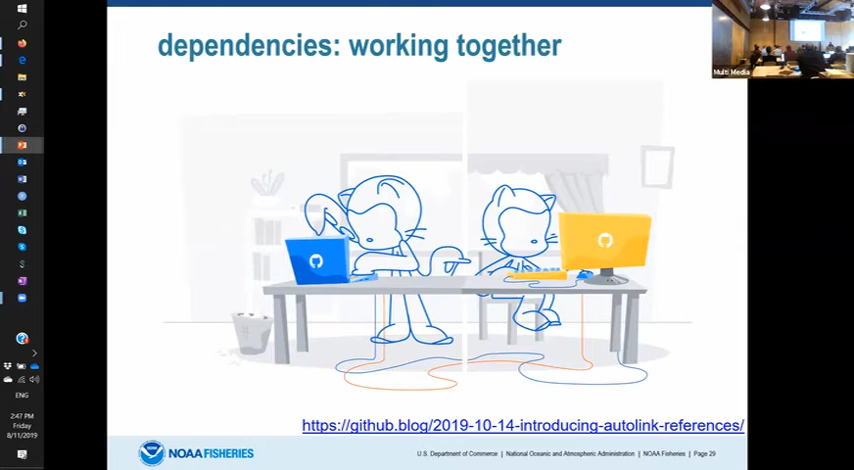 dependencies: working together
Multi Media
https://github.blog/2019-10-14-introducing-autolink-references/
NOAA FISHERIES
U.S. Department of Commerce | National Oceanic and Atmospheric Administration | NOAA Fisheries | Page 29
ENG
2:47 PM
Friday
8/11/2019